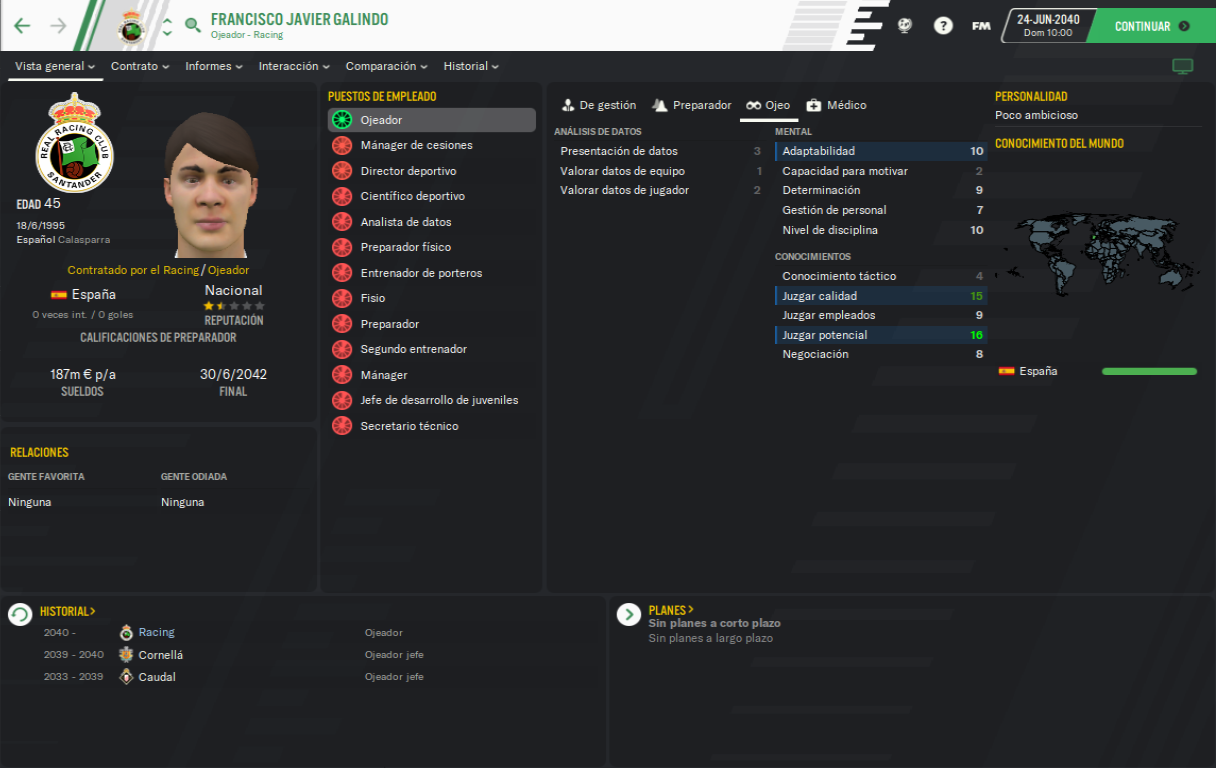 FRANCISCO JAVIER GALINDO
Ojeador - Racing
?
FM
24-JUN-2040
Dom 10:00
CONTINUAR
Vista general
Contrato
Informes
Interacción
Comparación
Historial
REAL RACING CLUB
SANTANDER
EDAD 45
18/6/1995
Español Calasparra
Contratado por el Racing / Ojeador
España
0 veces int. / 0 goles
Nacional
REPUTACIÓN
CALIFICACIONES DE PREPARADOR
187m € p/a
SUELDOS
30/6/2042
FINAL
RELACIONES
GENTE FAVORITA
GENTE ODIADA
Ninguna
Ninguna
PUESTOS DE EMPLEADO
Ojeador
Mánager de cesiones
Director deportivo
Científico deportivo
Analista de datos
Preparador físico
Entrenador de porteros
Fisio
Preparador
Segundo entrenador
Mánager
Jefe de desarrollo de juveniles
Secretario técnico
De gestión
Preparador
Ojeo
Médico
ANÁLISIS DE DATOS
Presentación de datos 3
Valorar datos de equipo 1
Valorar datos de jugador 2
MENTAL
Adaptabilidad 10
Capacidad para motivar 2
Determinación 9
Gestión de personal 7
Nivel de disciplina 10
CONOCIMIENTOS
Conocimiento táctico 4
Juzgar calidad 15
Juzgar empleados 9
Juzgar potencial 16
Negociación 8
PERSONALIDAD
Poco ambicioso
CONOCIMIENTO DEL MUNDO
España
HISTORIAL >
2040 - Racing Ojeador
2039 - 2040 Cornellá Ojeador jefe
2033 - 2039 Caudal Ojeador jefe
PLANES >
Sin planes a corto plazo
Sin planes a largo plazo